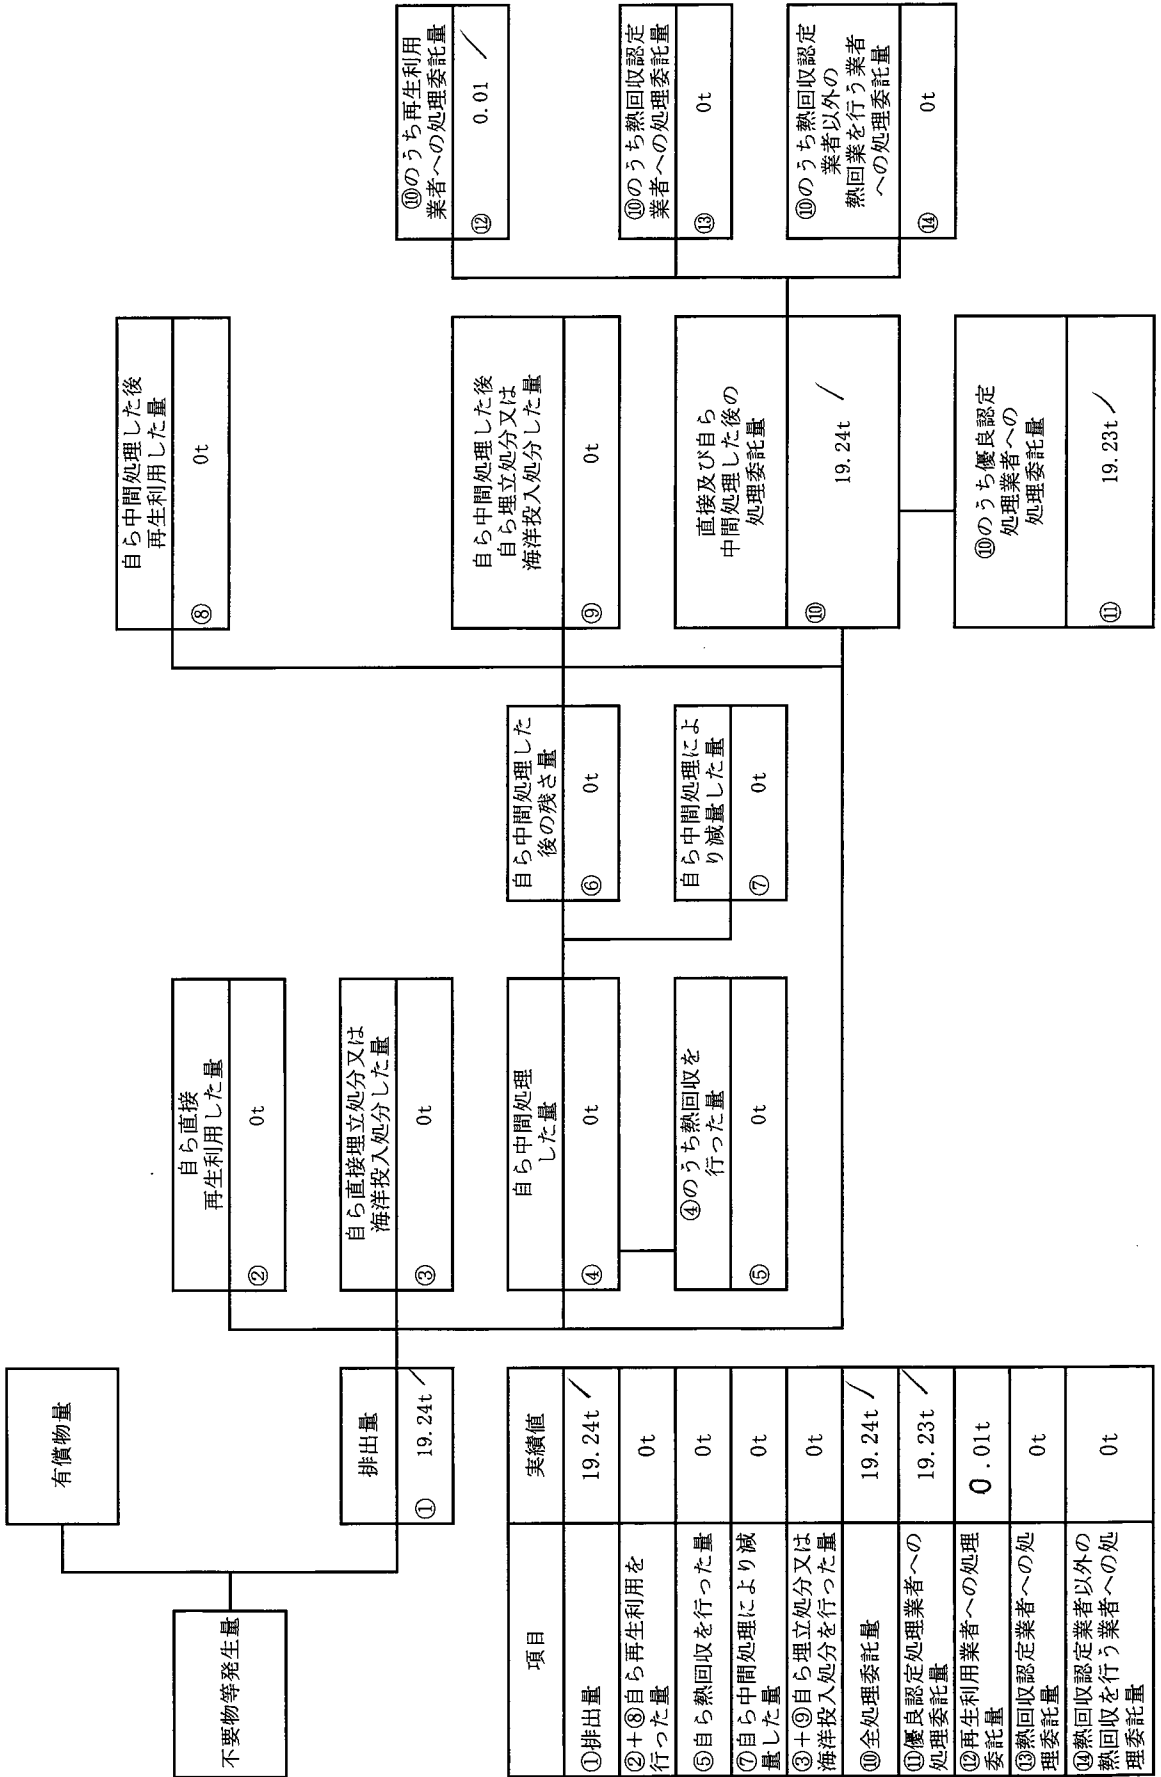 不要物等発生量
有償物量
排出量
① 19.24t
自ら直接
再生利用した量
② 0t
自ら直接埋立処分又は
海洋投入処分した量
③ 0t
自ら中間処理
した量
④ 0t
④のうち熱回収を
行った量
⑤ 0t
自ら中間処理した
後の残さ量
⑥ 0t
自ら中間処理によ
り減量した量
⑦ 0t
自ら中間処理した後
再生利用した量
⑧ 0t
自ら中間処理した後
自ら埋立処分又は
海洋投入処分した量
⑨ 0t
直接及び自ら
中間処理した後の
処理委託量
⑩ 19.24t
⑩のうち優良認定
処理業者への
処理委託量
⑪ 19.23t
⑩のうち再生利用
業者への処理委託量
⑫ 0.01
⑩のうち熱回収認定
業者への処理委託量
⑬ 0t
⑩のうち熱回収認定
業者以外の
熱回業を行う業者
への処理委託量
⑭ 0t
項目 実績値
①排出量 19.24t
②+⑧自ら再生利用を
行った量 0t
⑤自ら熱回収を行った量 0t
⑦自ら中間処理により減
量した量 0t
③+⑨自ら埋立処分又は
海洋投入処分を行った量 0t
⑩全処理委託量 19.24t
⑪優良認定処理業者への
処理委託量 19.23t
⑫再生利用業者への処理
委託量 0.01t
⑬熱回収認定業者への処
理委託量 0t
⑭熱回収認定業者以外の
熱回収を行う業者への処
理委託量 0t